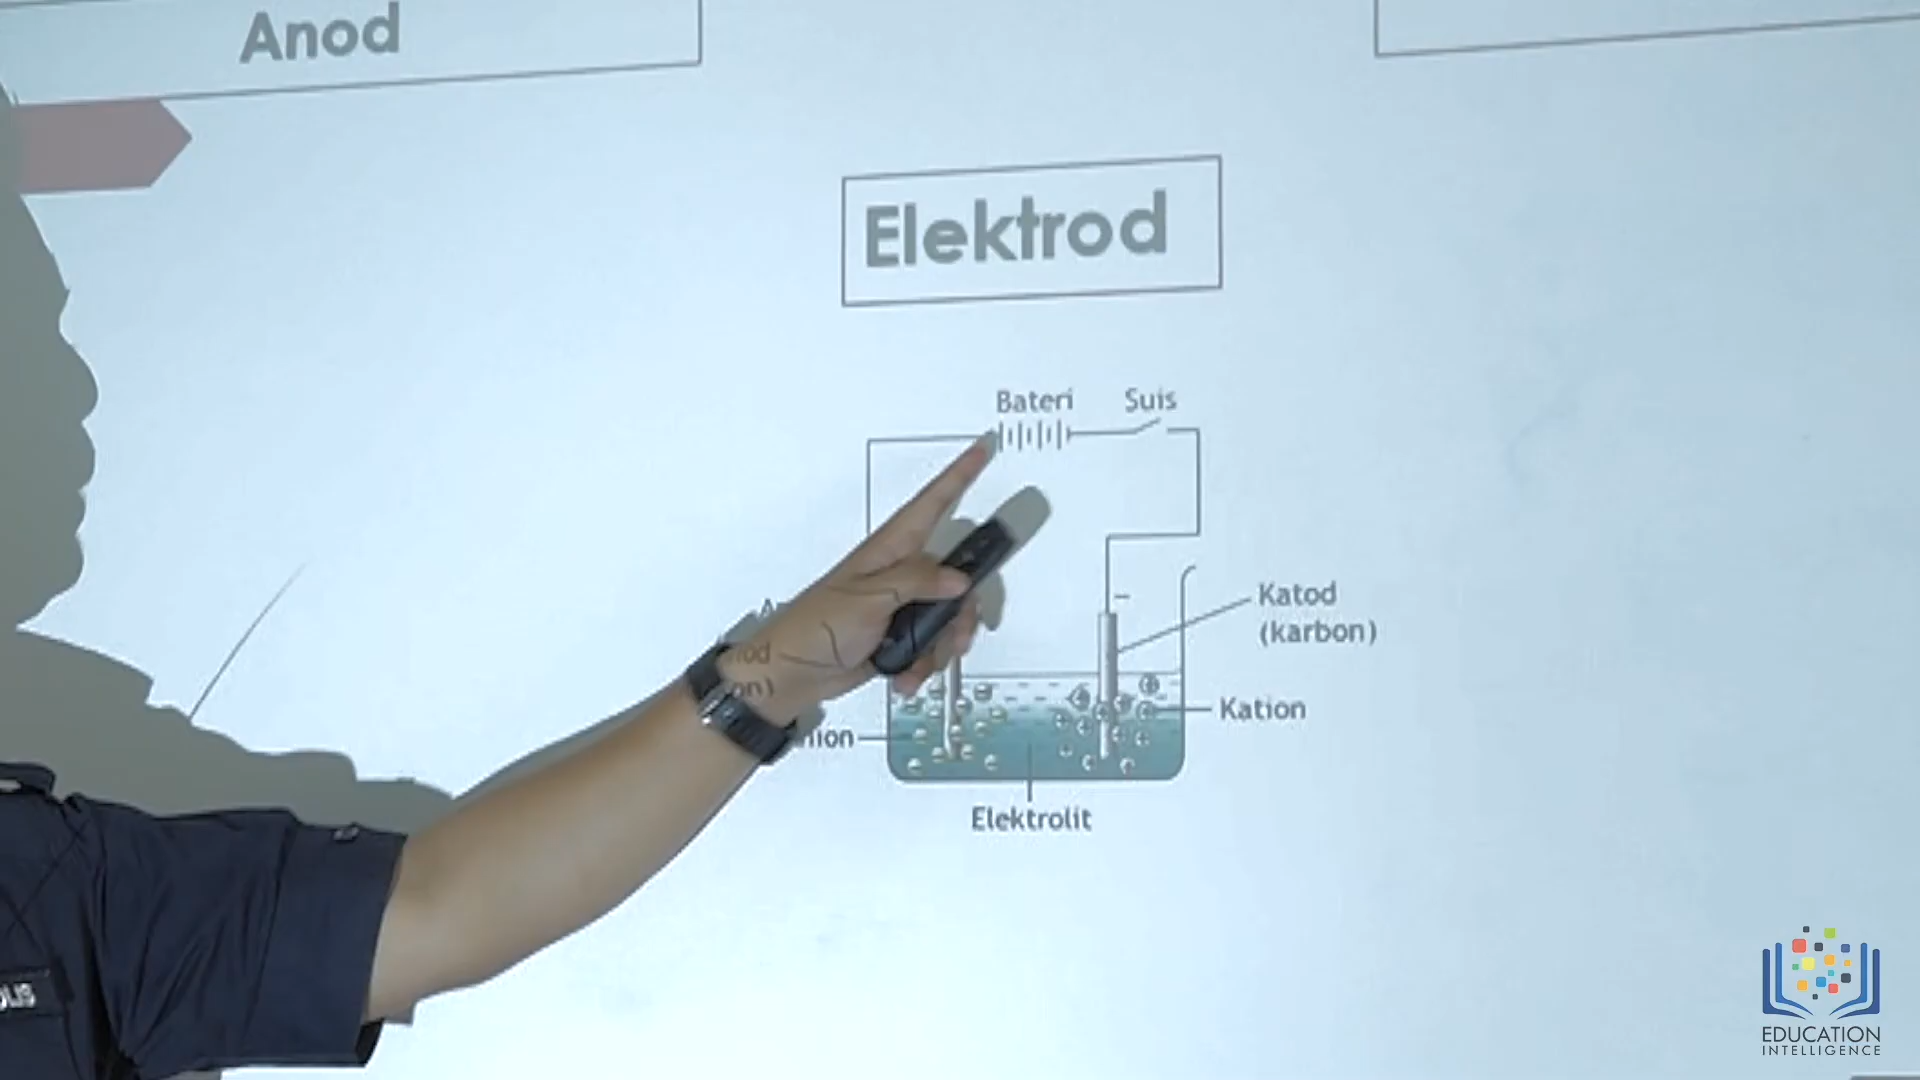 Anod
Elektrod
Bateri
Suis
Katod
(karbon)
Kation
Elektrolit
EDUCATION
INTELLIGENCE